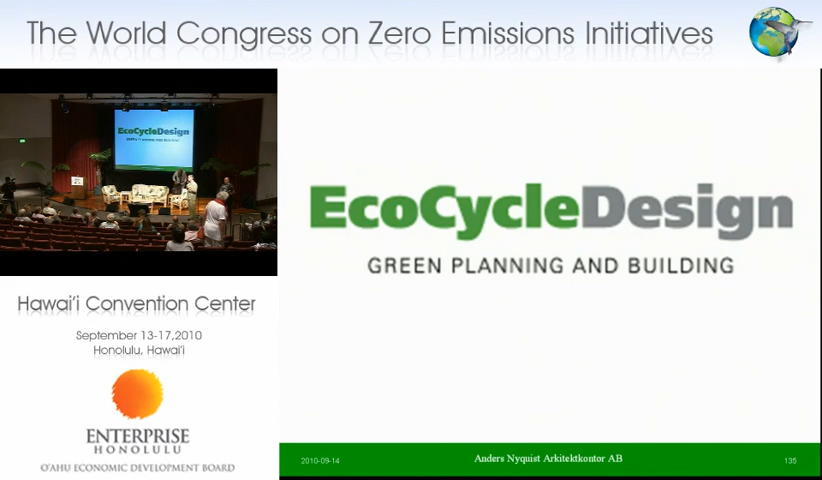 The World Congress on Zero Emissions Initiatives
EcoCycleDesign
EcoCycleDesign
GREEN PLANNING AND BUILDING
Hawai'i Convention Center
September 13-17,2010
Honolulu, Hawai'i
ENTERPRISE
HONOLULU
O'AHU ECONOMIC DEVELOPMENT BOARD
2010-09-14
Anders Nyquist Arkitektkontor AB
135